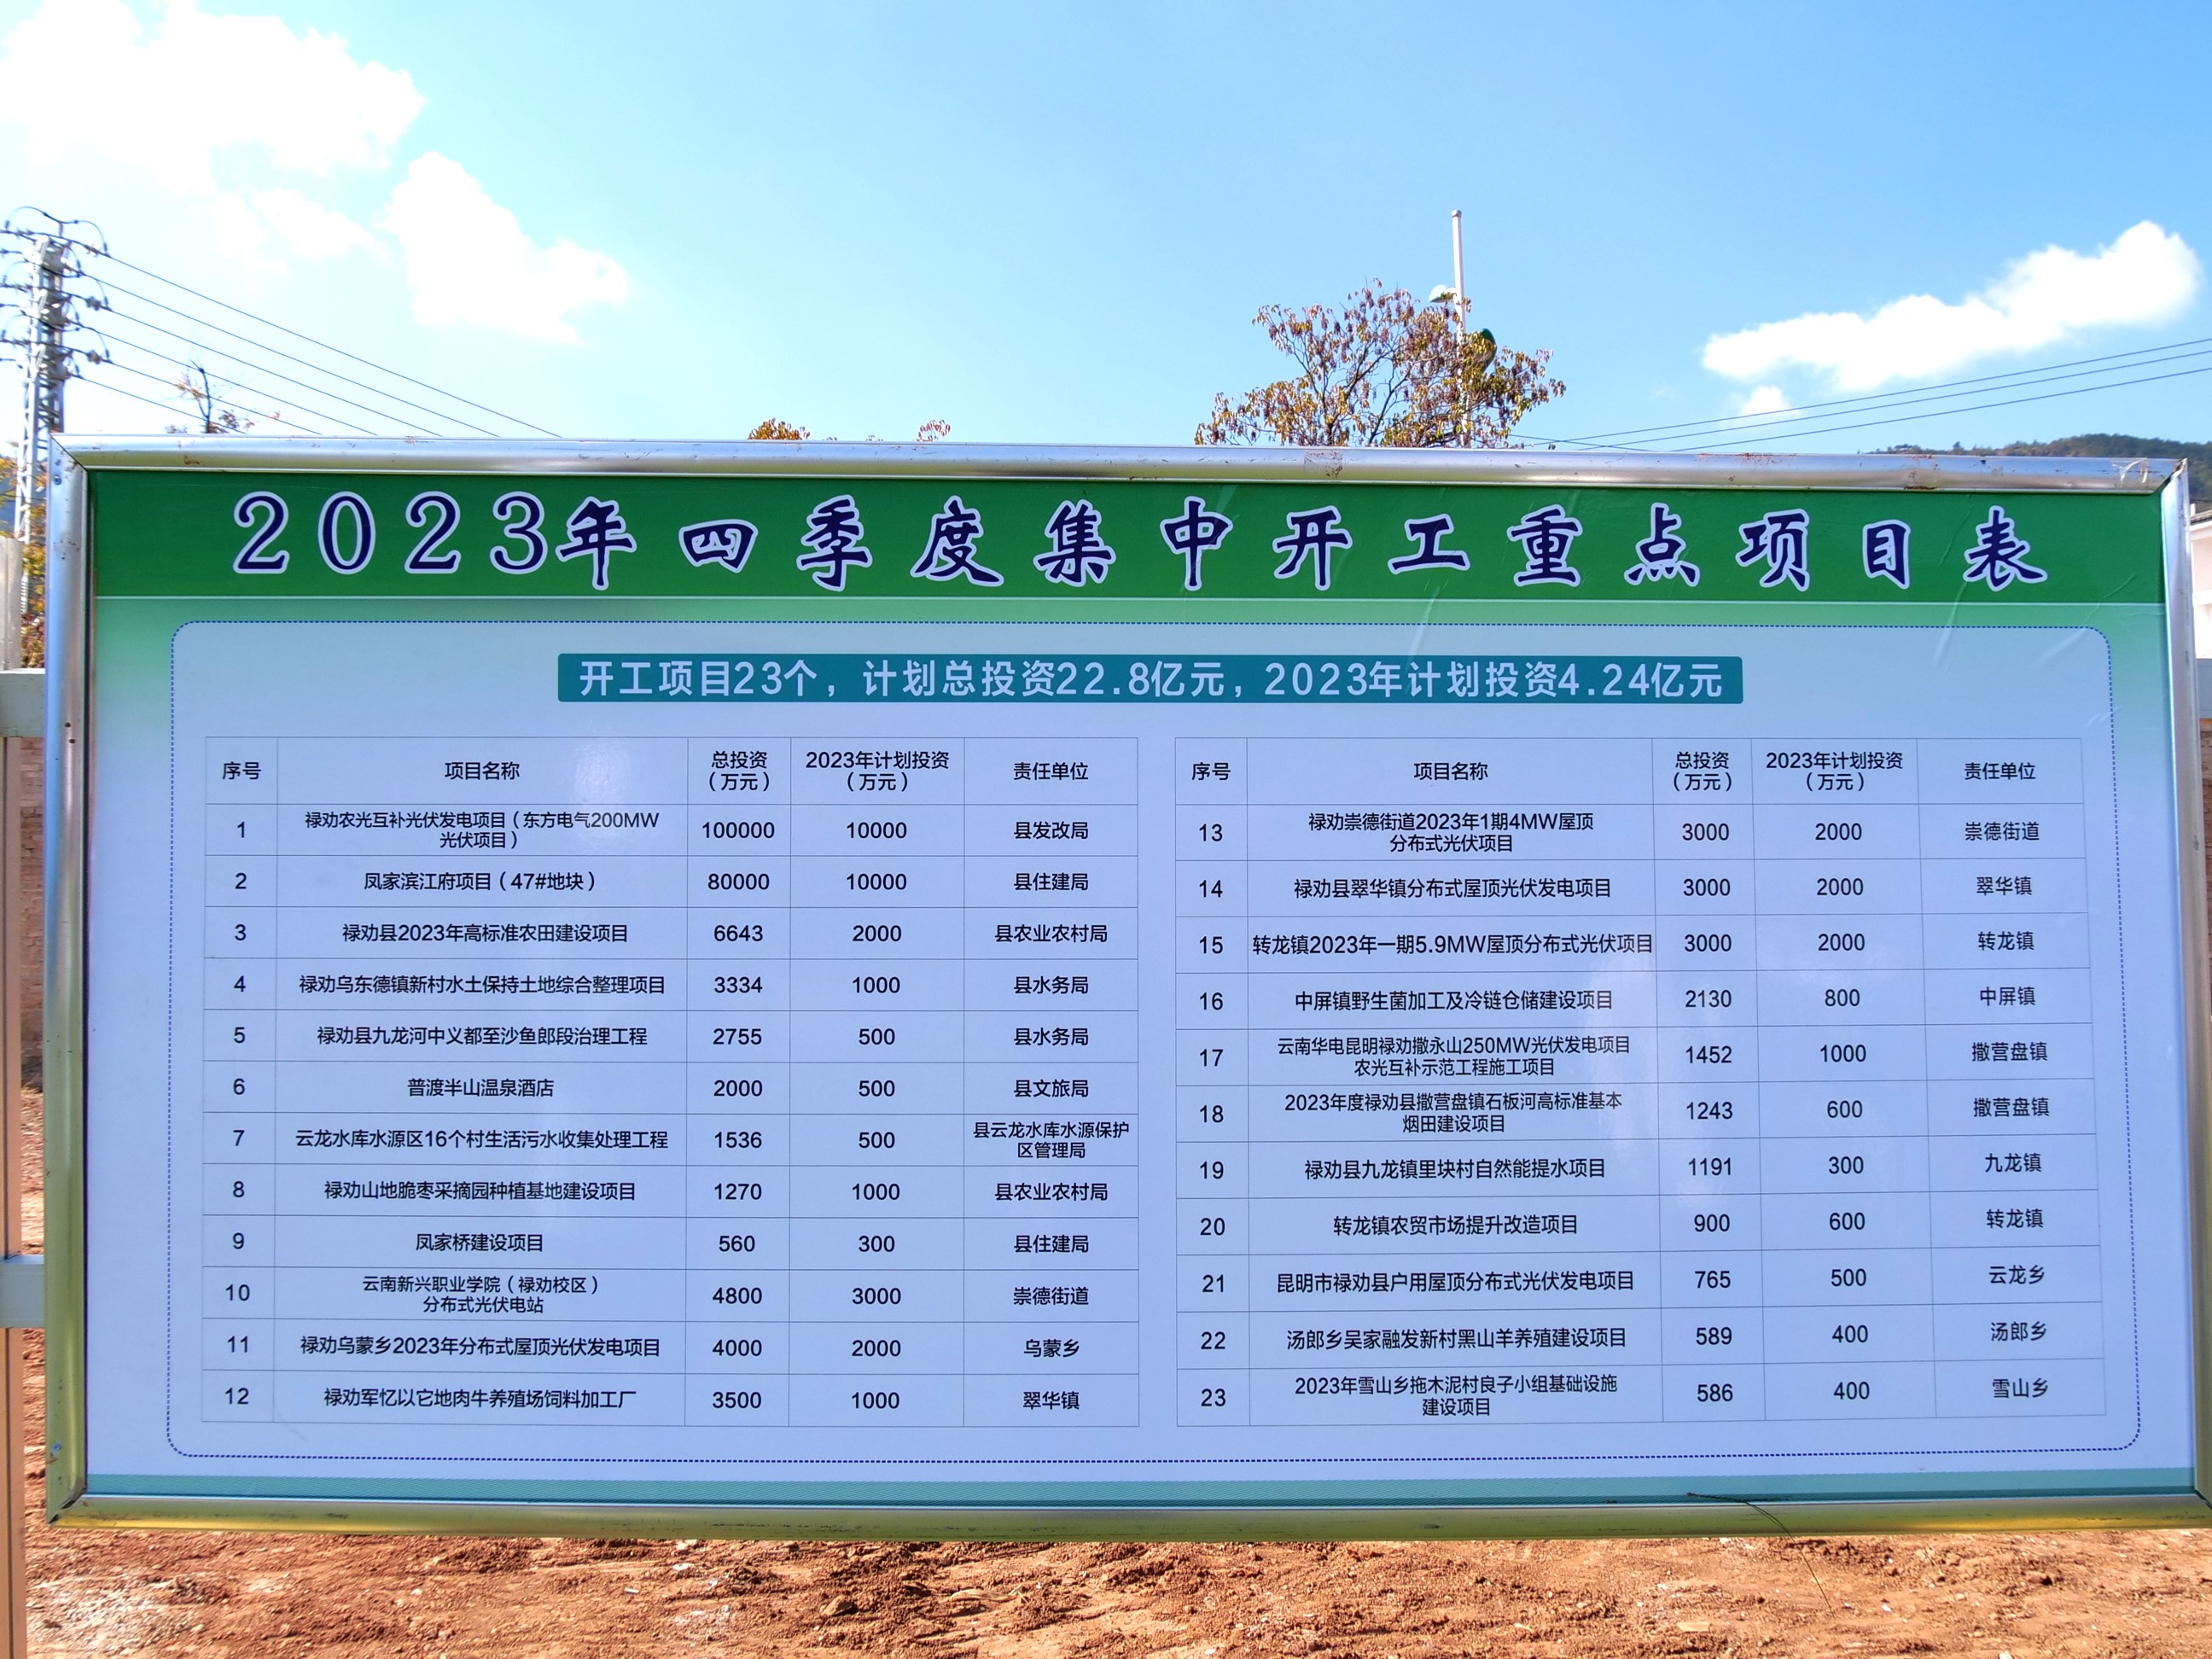 2023年四季度集中开工重点项目表
开工项目23个，计划总投资22.8亿元，2023年计划投资4.24亿元
序号 项目名称 总投资（万元） 2023年计划投资（万元） 责任单位
1 禄劝农光互补光伏发电项目（东方电气200MW光伏项目） 100000 10000 县发改局
2 凤家滨江府项目（47#地块） 80000 10000 县住建局
3 禄劝县2023年高标准农田建设项目 6643 2000 县农业农村局
4 禄劝乌东德镇新村水土保持土地综合整理项目 3334 1000 县水务局
5 禄劝县九龙河中义都至沙鱼郎段治理工程 2755 500 县水务局
6 普渡半山温泉酒店 2000 500 县文旅局
7 云龙水库水源区16个村生活污水收集处理工程 1536 500 县云龙水库水源保护区管理局
8 禄劝山地脆枣采摘园种植基地建设项目 1270 1000 县农业农村局
9 凤家桥建设项目 560 300 县住建局
10 云南新兴职业学院（禄劝校区）分布式光伏电站 4800 3000 崇德街道
11 禄劝乌蒙乡2023年分布式屋顶光伏发电项目 4000 2000 乌蒙乡
12 禄劝军忆以它地肉牛养殖场饲料加工厂 3500 1000 翠华镇
序号 项目名称 总投资（万元） 2023年计划投资（万元） 责任单位
13 禄劝崇德街道2023年1期4MW屋顶分布式光伏项目 3000 2000 崇德街道
14 禄劝县翠华镇分布式屋顶光伏发电项目 3000 2000 翠华镇
15 转龙镇2023年一期5.9MW屋顶分布式光伏项目 3000 2000 转龙镇
16 中屏镇野生菌加工及冷链仓储建设项目 2130 800 中屏镇
17 云南华电昆明禄劝撒永山250MW光伏发电项目农光互补示范工程施工项目 1452 1000 撒营盘镇
18 2023年度禄劝县撒营盘镇石板河高标准基本烟田建设项目 1243 600 撒营盘镇
19 禄劝县九龙镇里块村自然能提水项目 1191 300 九龙镇
20 转龙镇农贸市场提升改造项目 900 600 转龙镇
21 昆明市禄劝县户用屋顶分布式光伏发电项目 765 500 云龙乡
22 汤郎乡吴家融发新村黑山羊养殖建设项目 589 400 汤郎乡
23 2023年雪山乡拖木泥村良子小组基础设施建设项目 586 400 雪山乡